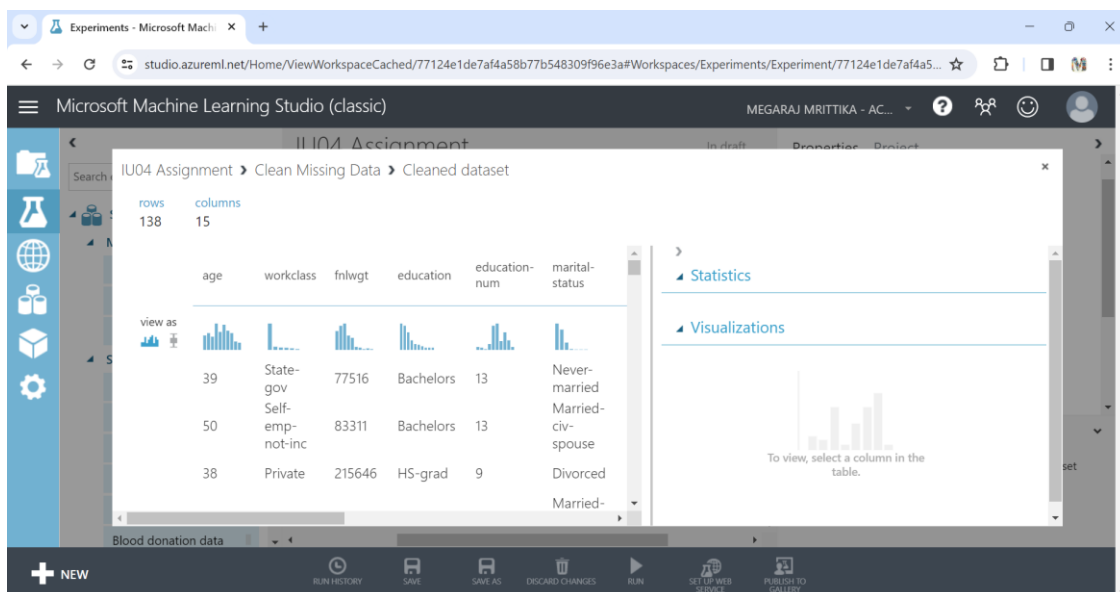 Experiments - Microsoft Machi
studio.azureml.net/Home/ViewWorkspaceCached/77124e1de7af4a58b77b548309f96e3a#Workspaces/Experiments/Experiment/77124e1de7af4a5...
Microsoft Machine Learning Studio (classic)
MEGARAJ MRITTIKA - AC...
IU04 Assignment
In draft
Properties Project
Search
IU04 Assignment > Clean Missing Data > Cleaned dataset
rows columns
138 15
age workclass fnlwgt education education-num marital-status
view as
39 State-gov 77516 Bachelors 13 Never-married
50 Self-emp-not-inc 83311 Bachelors 13 Married-civ-spouse
38 Private 215646 HS-grad 9 Divorced
Married-
Statistics
Visualizations
To view, select a column in the
table.
set
Blood donation data
NEW
RUN HISTORY
SAVE
SAVE AS
DISCARD CHANGES
RUN
SET UP WEB
SERVICE
PUBLISH TO
GALLERY